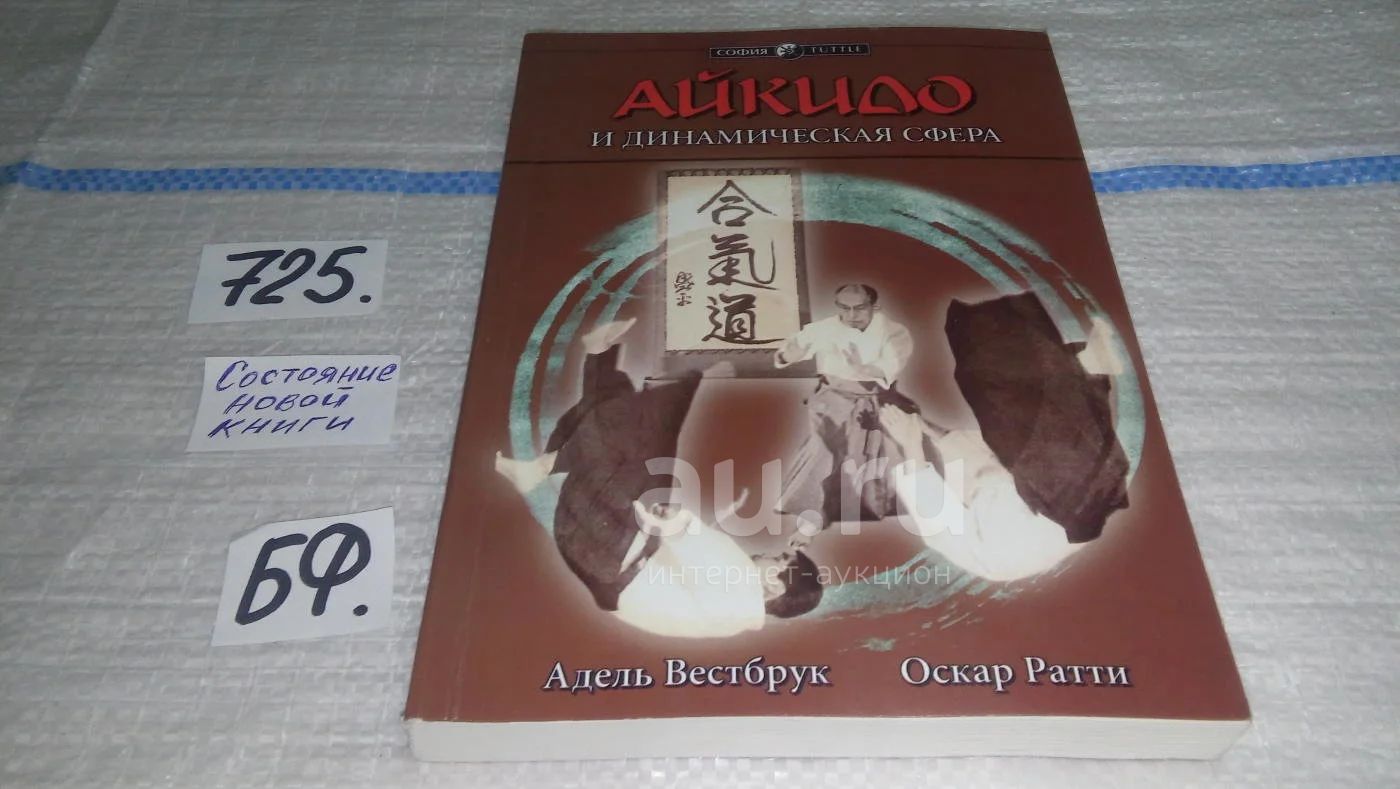 СОФИЯ TUTTLE
АЙКИДО
И ДИНАМИЧЕСКАЯ СФЕРА
合
氣
道
725.
Состояние
новой
книги
БФ.
au.ru
интернет-аукцион
Адель Вестбрук Оскар Ратти